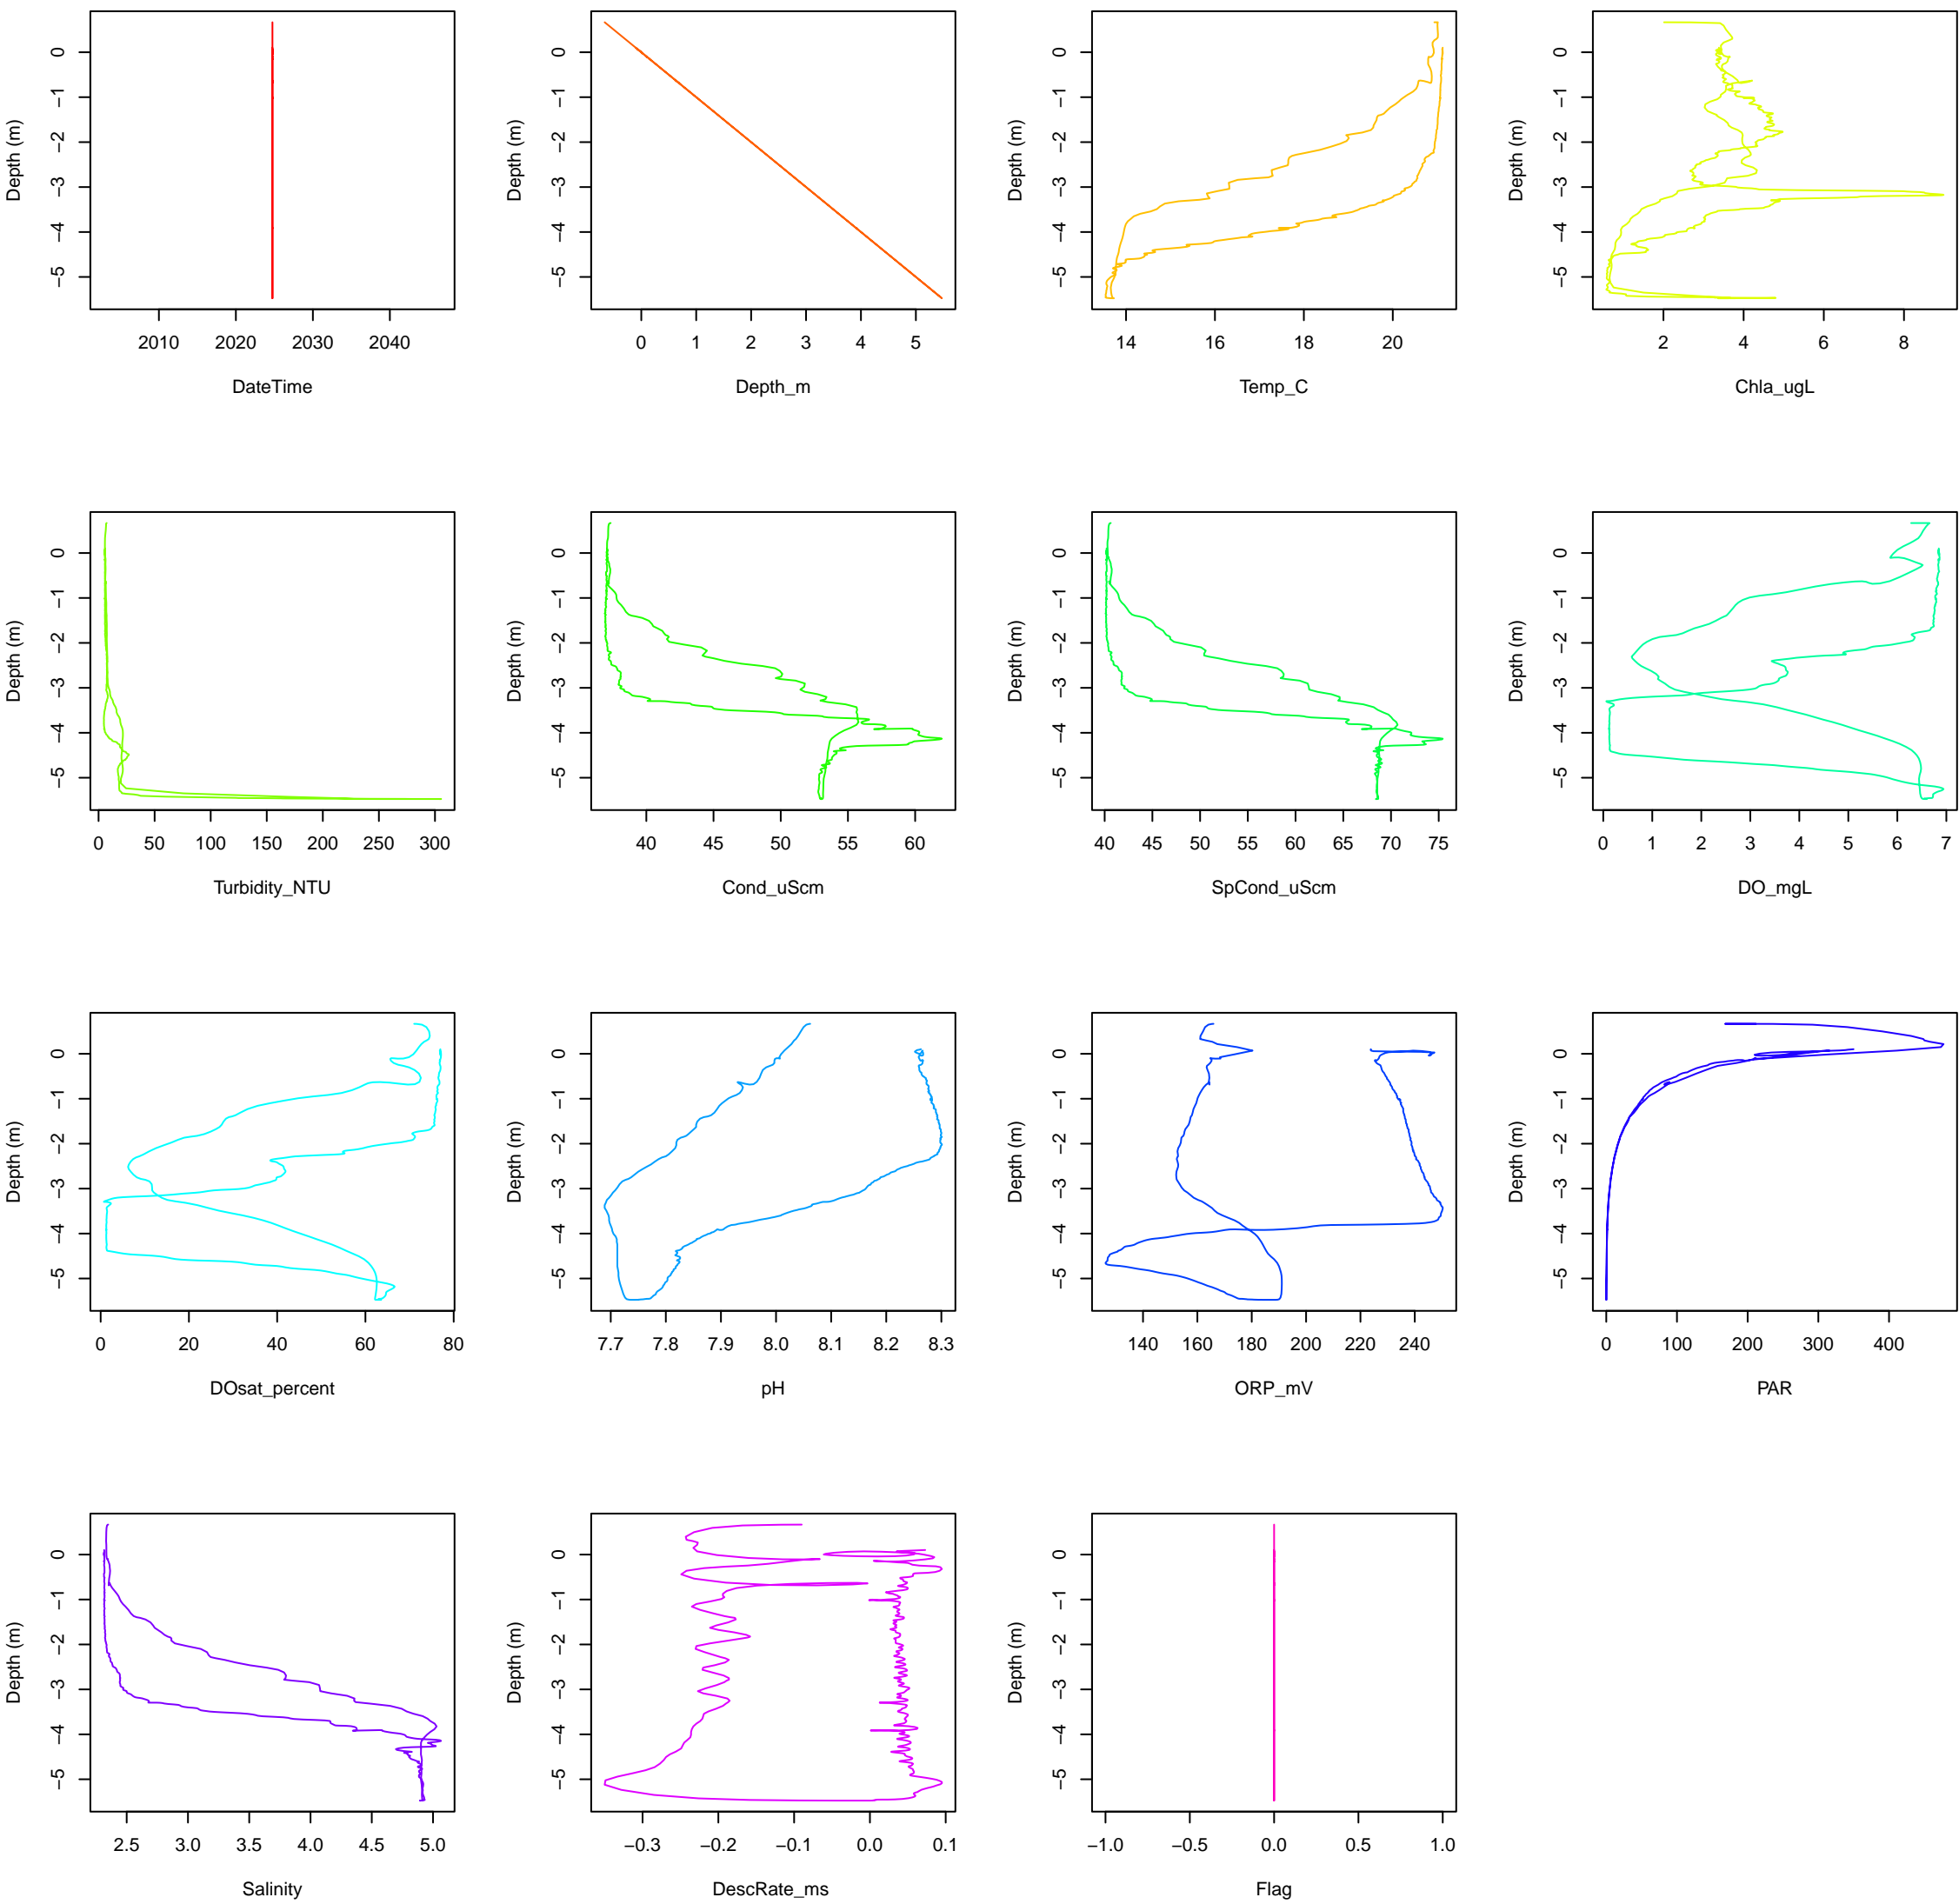 Depth (m)
0 −1 −2 −3 −4 −5
2010 2020 2030 2040
DateTime
Depth (m)
0 −1 −2 −3 −4 −5
0 1 2 3 4 5
Depth_m
Depth (m)
0 −1 −2 −3 −4 −5
14 16 18 20
Temp_C
Depth (m)
0 −1 −2 −3 −4 −5
2 4 6 8
Chla_ugL
Depth (m)
0 −1 −2 −3 −4 −5
0 50 100 150 200 250 300
Turbidity_NTU
Depth (m)
0 −1 −2 −3 −4 −5
40 45 50 55 60
Cond_uScm
Depth (m)
0 −1 −2 −3 −4 −5
40 45 50 55 60 65 70 75
SpCond_uScm
Depth (m)
0 −1 −2 −3 −4 −5
0 1 2 3 4 5 6 7
DO_mgL
Depth (m)
0 −1 −2 −3 −4 −5
0 20 40 60 80
DOsat_percent
Depth (m)
0 −1 −2 −3 −4 −5
7.7 7.8 7.9 8.0 8.1 8.2 8.3
pH
Depth (m)
0 −1 −2 −3 −4 −5
140 160 180 200 220 240
ORP_mV
Depth (m)
0 −1 −2 −3 −4 −5
0 100 200 300 400
PAR
Depth (m)
0 −1 −2 −3 −4 −5
2.5 3.0 3.5 4.0 4.5 5.0
Salinity
Depth (m)
0 −1 −2 −3 −4 −5
−0.3 −0.2 −0.1 0.0 0.1
DescRate_ms
Depth (m)
0 −1 −2 −3 −4 −5
−1.0 −0.5 0.0 0.5 1.0
Flag